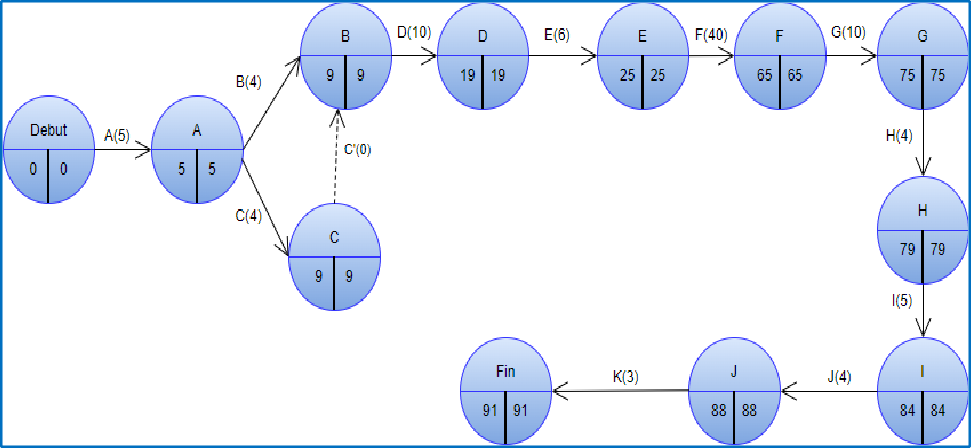 Debut
0 0
A(5)
A
5 5
B(4)
C(4)
B
9 9
C'(0)
C
9 9
D(10)
D
19 19
E(6)
E
25 25
F(40)
F
65 65
G(10)
G
75 75
H(4)
H
79 79
I(5)
I
84 84
J(4)
J
88 88
K(3)
Fin
91 91